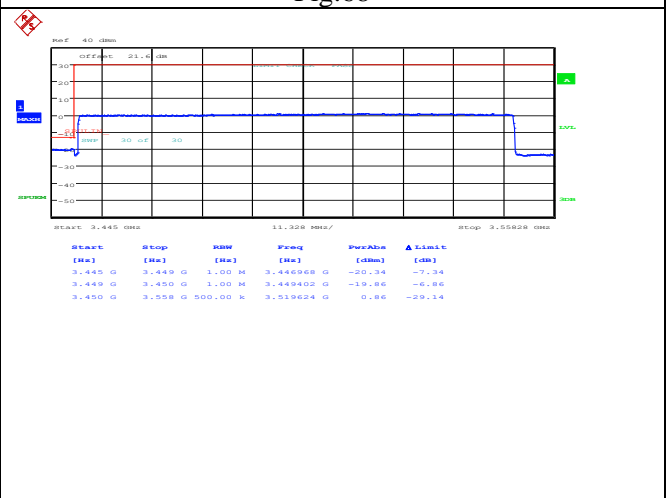 Ref 40 dBm
Offset 21.6 dB
30
20
10
0
-10
-30
-40
-50
1
MAXH
SWP 30 of 30
A
LVL
SPURM
3DB
Start 3.445 GHz 11.328 MHz/ Stop 3.55828 GHz
Start Stop RBW Freq PwrAbs Δ Limit
[Hz] [Hz] [Hz] [Hz] [dBm] [dB]
3.445 G 3.449 G 1.00 M 3.446968 G -20.34 -7.34
3.449 G 3.450 G 1.00 M 3.449402 G -19.86 -6.86
3.450 G 3.558 G 500.00 k 3.519624 G 0.86 -29.14